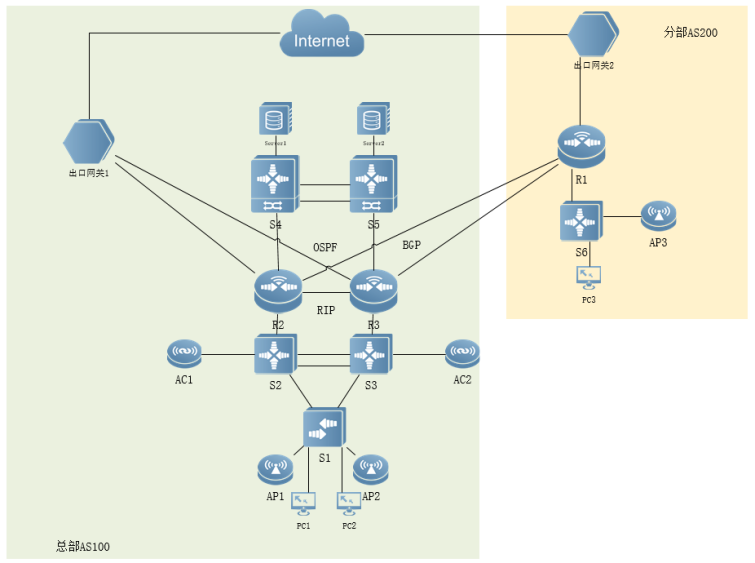 Internet
分部AS200
出口网关2
Server1
Server2
出口网关1
R1
S4
S5
S6
AP3
OSPF
BGP
PC3
RIP
R2
R3
AC1
S2
S3
AC2
S1
AP1
AP2
PC1
PC2
总部AS100